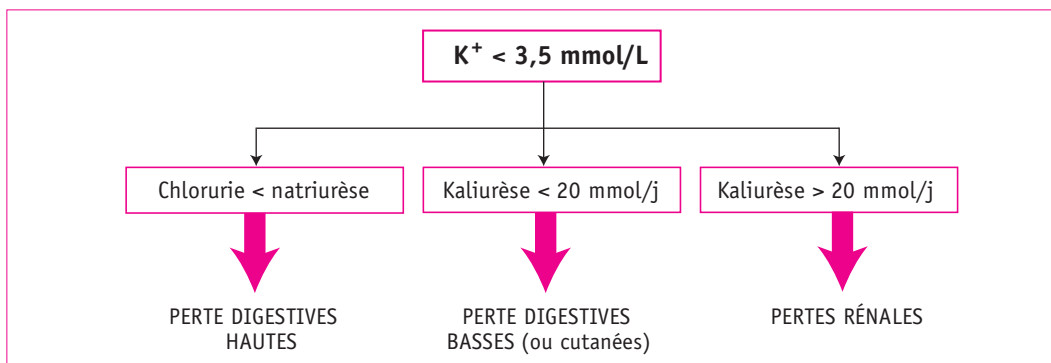 K⁺ < 3,5 mmol/L
Chlorurie < natriurèse
Kaliurèse < 20 mmol/j
Kaliurèse > 20 mmol/j
PERTE DIGESTIVES
HAUTES
PERTE DIGESTIVES
BASSES (ou cutanées)
PERTES RÉNALES